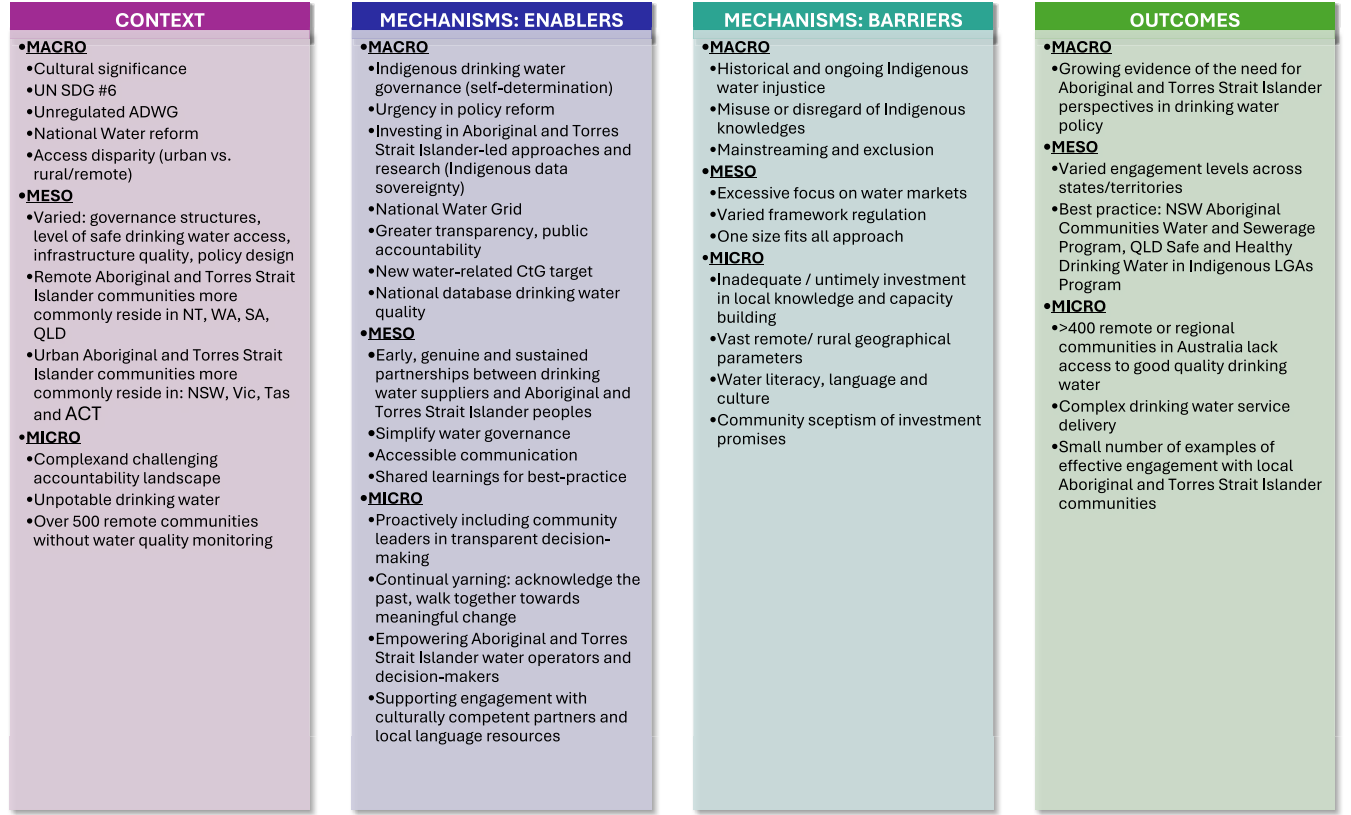 CONTEXT
•MACRO
•Cultural significance
•UN SDG #6
•Unregulated ADWG
•National Water reform
•Access disparity (urban vs.
rural/remote)
•MESO
•Varied: governance structures,
level of safe drinking water access,
infrastructure quality, policy design
•Remote Aboriginal and Torres Strait
Islander communities more
commonly reside in NT, WA, SA,
QLD
•Urban Aboriginal and Torres Strait
Islander communities more
commonly reside in: NSW, Vic, Tas
and ACT
•MICRO
•Complexand challenging
accountability landscape
•Unpotable drinking water
•Over 500 remote communities
without water quality monitoring
MECHANISMS: ENABLERS
•MACRO
•Indigenous drinking water
governance (self-determination)
•Urgency in policy reform
•Investing in Aboriginal and Torres
Strait Islander-led approaches and
research (Indigenous data
sovereignty)
•National Water Grid
•Greater transparency, public
accountability
•New water-related CtG target
•National database drinking water
quality
•MESO
•Early, genuine and sustained
partnerships between drinking
water suppliers and Aboriginal and
Torres Strait Islander peoples
•Simplify water governance
•Accessible communication
•Shared learnings for best-practice
•MICRO
•Proactively including community
leaders in transparent decision-
making
•Continual yarning: acknowledge the
past, walk together towards
meaningful change
•Empowering Aboriginal and Torres
Strait Islander water operators and
decision-makers
•Supporting engagement with
culturally competent partners and
local language resources
MECHANISMS: BARRIERS
•MACRO
•Historical and ongoing Indigenous
water injustice
•Misuse or disregard of Indigenous
knowledges
•Mainstreaming and exclusion
•MESO
•Excessive focus on water markets
•Varied framework regulation
•One size fits all approach
•MICRO
•Inadequate / untimely investment
in local knowledge and capacity
building
•Vast remote/ rural geographical
parameters
•Water literacy, language and
culture
•Community sceptism of investment
promises
OUTCOMES
•MACRO
•Growing evidence of the need for
Aboriginal and Torres Strait Islander
perspectives in drinking water
policy
•MESO
•Varied engagement levels across
states/territories
•Best practice: NSW Aboriginal
Communities Water and Sewerage
Program, QLD Safe and Healthy
Drinking Water in Indigenous LGAs
Program
•MICRO
•>400 remote or regional
communities in Australia lack
access to good quality drinking
water
•Complex drinking water service
delivery
•Small number of examples of
effective engagement with local
Aboriginal and Torres Strait Islander
communities